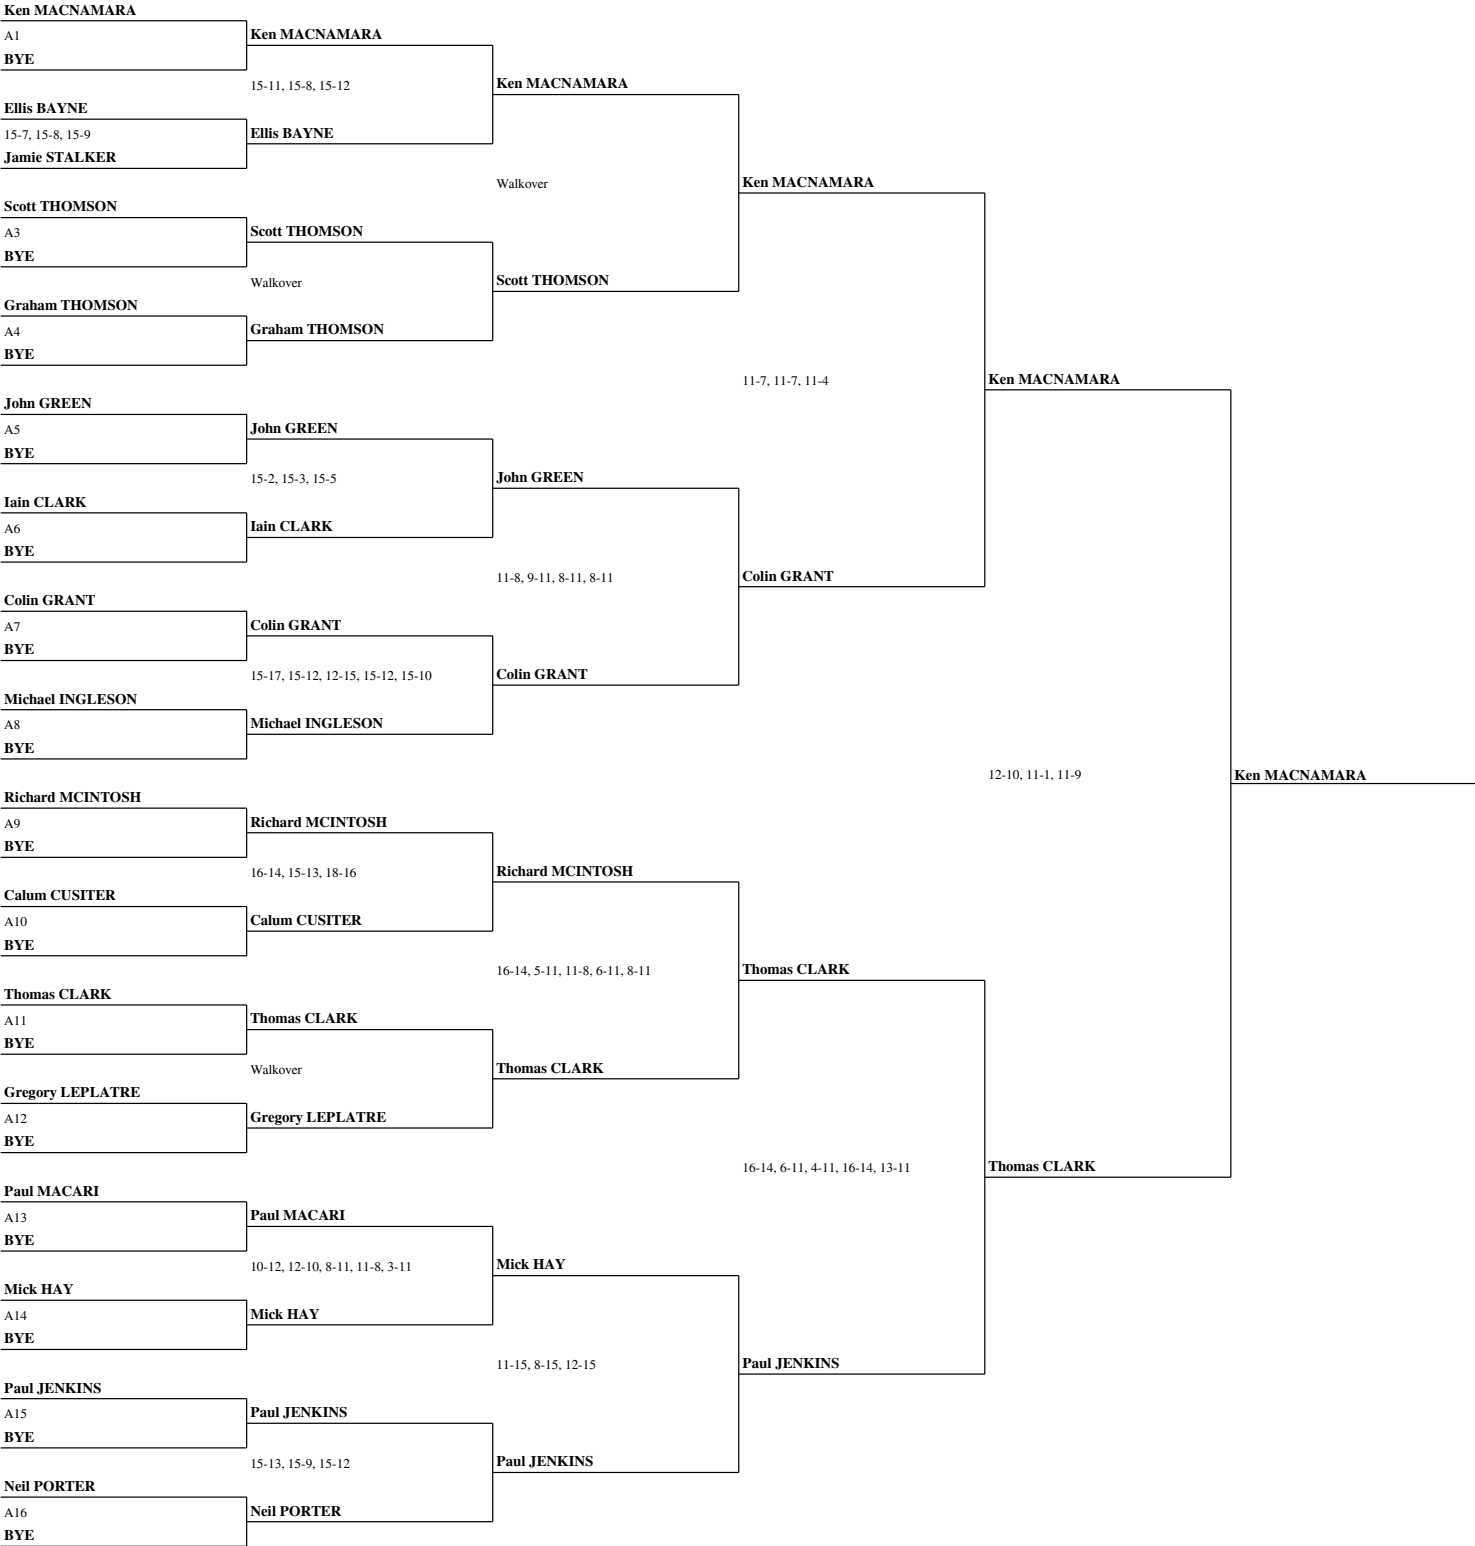 Ken MACNAMARA
A1
BYE
Ellis BAYNE
15-7, 15-8, 15-9
Jamie STALKER
Scott THOMSON
A3
BYE
Graham THOMSON
A4
BYE
John GREEN
A5
BYE
Iain CLARK
A6
BYE
Colin GRANT
A7
BYE
Michael INGLESON
A8
BYE
Richard MCINTOSH
A9
BYE
Calum CUSITER
A10
BYE
Thomas CLARK
A11
BYE
Gregory LEPLATRE
A12
BYE
Paul MACARI
A13
BYE
Mick HAY
A14
BYE
Paul JENKINS
A15
BYE
Neil PORTER
A16
BYE
Ken MACNAMARA
15-11, 15-8, 15-12
Ellis BAYNE
Scott THOMSON
Walkover
Graham THOMSON
John GREEN
15-2, 15-3, 15-5
Iain CLARK
Colin GRANT
15-17, 15-12, 12-15, 15-12, 15-10
Michael INGLESON
Richard MCINTOSH
16-14, 15-13, 18-16
Calum CUSITER
Thomas CLARK
Walkover
Gregory LEPLATRE
Paul MACARI
10-12, 12-10, 8-11, 11-8, 3-11
Mick HAY
Paul JENKINS
15-13, 15-9, 15-12
Neil PORTER
Ken MACNAMARA
Walkover
Scott THOMSON
John GREEN
11-8, 9-11, 8-11, 8-11
Colin GRANT
Richard MCINTOSH
16-14, 5-11, 11-8, 6-11, 8-11
Thomas CLARK
Mick HAY
11-15, 8-15, 12-15
Paul JENKINS
Ken MACNAMARA
11-7, 11-7, 11-4
Colin GRANT
Thomas CLARK
16-14, 6-11, 4-11, 16-14, 13-11
Paul JENKINS
Ken MACNAMARA
12-10, 11-1, 11-9
Thomas CLARK
Ken MACNAMARA